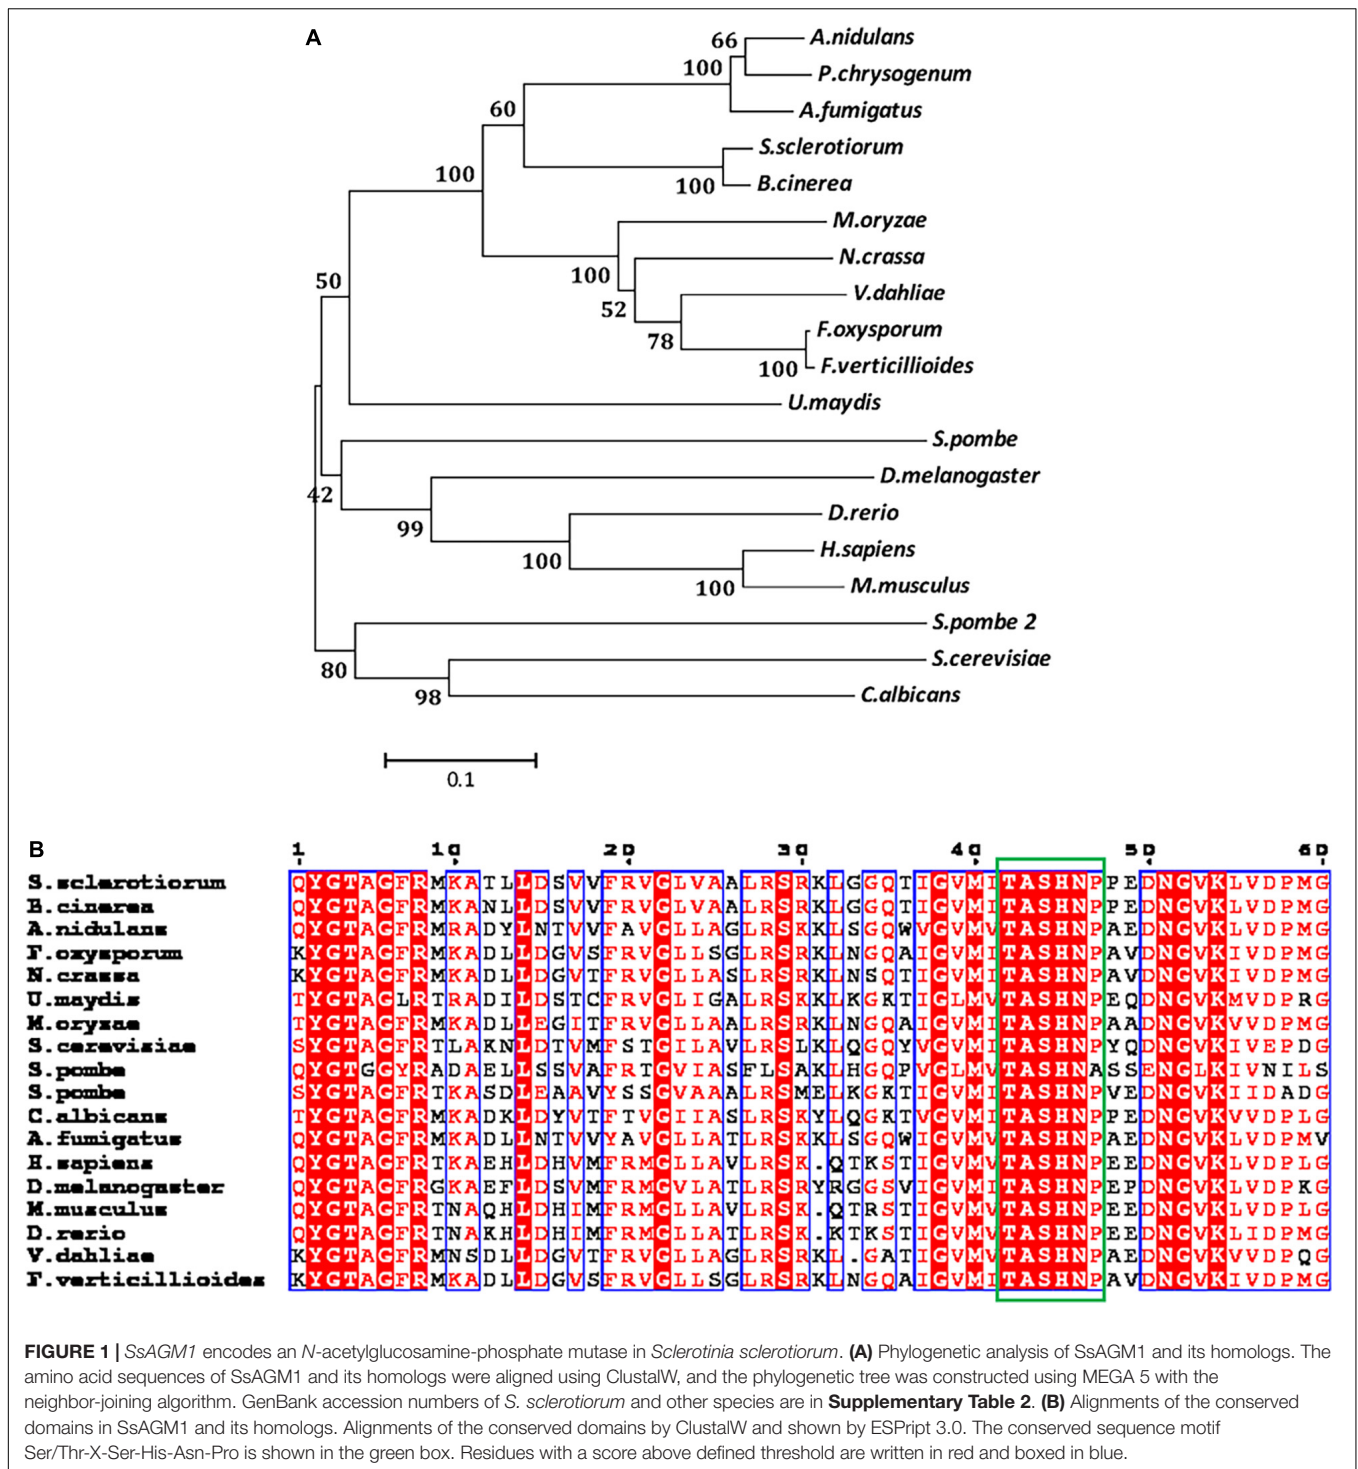 A
66
A.nidulans
100
P.chrysogenum
A.fumigatus
60
S.sclerotiorum
100
B.cinerea
100
M.oryzae
100
N.crassa
50
52
V.dahliae
78
F.oxysporum
100
F.verticillioides
U.maydis
S.pombe
42
D.melanogaster
99
D.rerio
100
H.sapiens
100
M.musculus
S.pombe 2
80
S.cerevisiae
98
C.albicans
0.1
B
1 10 20 30 40 50 60
S.sclerotiorum QYGTAGFRMKATLLDSVVFRVGLVAALRSRKLGGQTIGVMITASHNPPEDNGVKLVDPMG
B.cinerea QYGTAGFRMKANLLDSVVFRVGLVAALRSRKLGGQTIGVMITASHNPPEDNGVKLVDPMG
A.nidulans QYGTAGFRMRADYLNTVVFAVGLLAGLRSKKLSGQWVGVMVTASHNPAEDNGVKLVDPMG
F.oxysporum KYGTAGFRMKADLLDGVSFRVGLLSGLRSRKLNGQAIGVMITASHNPAVDNGVKIVDPMG
N.crassa KYGTAGFRMKADLLDGVTFRVGLLASLRSRKLNSQTIGVMITASHNPAVDNGVKIVDPMG
U.maydis TYGTAGLRTRADILDSTCFRVGLIGALRSKKLKGKTIGLMVTASHNPEQDNGVKMVDPRG
M.oryzae TYGTAGFRMKADLLEGITFRVGLLAALRSRKLNGQAIGVMITASHNPAADNGVKVVDPMG
S.cerevisiae SYGTAGFRTLAKNLDTVMFSTGILAVLRSLKLQGQYVGVMITASHNPYQDNGVKIVEPDG
S.pombe QYGTGGYRADAELLSSVAFRTGVIASFLSAKLHGQPVGLMITASHNASSENGLKIVNILS
S.pombe SYGTAGFRTKASDLEAAVYSSGVAAALRSMELKGKTIGVMITASHNPVEDNGVKIIDADG
C.albicans TYGTAGFRMKADKLDYVTFTVGIIASLRSKYLQGKTVGVMITASHNPPEDNGVKVVDPLG
A.fumigatus QYGTAGFRMKADLLNTVVYAVGLLATLRSKKLSGQWIGVMVTASHNPAEDNGVKLVDPMV
H.sapiens QYGTAGFRTKAEHLDHVMFRMGLLAVLRSK.QTKSTIGVMVTASHNPEEDNGVKLVDPLG
D.melanogaster QYGTAGFRGKAEFLDSVMFRMGVLATLRSRYRGGSVIGVMITASHNPEPDNGVKLVDPKG
M.musculus QYGTAGFRTNAQHLDHIMFRMGLLAVLRSK.QTRSTIGVMVTASHNPEEDNGVKLVDPLG
D.rerio QYGTAGFRTNAKHLDHIMFRMGLLATLRSK.KTKSTIGVMVTASHNPEEDNGVKLIDPMG
V.dahliae KYGTAGFRMNSDLLDGVTFRVGLLAGLRSRKL.GATIGVMITASHNPAEDNGVKVVDPQG
F.verticillioides KYGTAGFRMKADLLDGVSFRVGLLSGLRSRKLNGQAIGVMITASHNPAVDNGVKIVDPMG
FIGURE 1 | SsAGM1 encodes an N-acetylglucosamine-phosphate mutase in Sclerotinia sclerotiorum. (A) Phylogenetic analysis of SsAGM1 and its homologs. The
amino acid sequences of SsAGM1 and its homologs were aligned using ClustalW, and the phylogenetic tree was constructed using MEGA 5 with the
neighbor-joining algorithm. GenBank accession numbers of S. sclerotiorum and other species are in Supplementary Table 2. (B) Alignments of the conserved
domains in SsAGM1 and its homologs. Alignments of the conserved domains by ClustalW and shown by ESPript 3.0. The conserved sequence motif
Ser/Thr-X-Ser-His-Asn-Pro is shown in the green box. Residues with a score above defined threshold are written in red and boxed in blue.